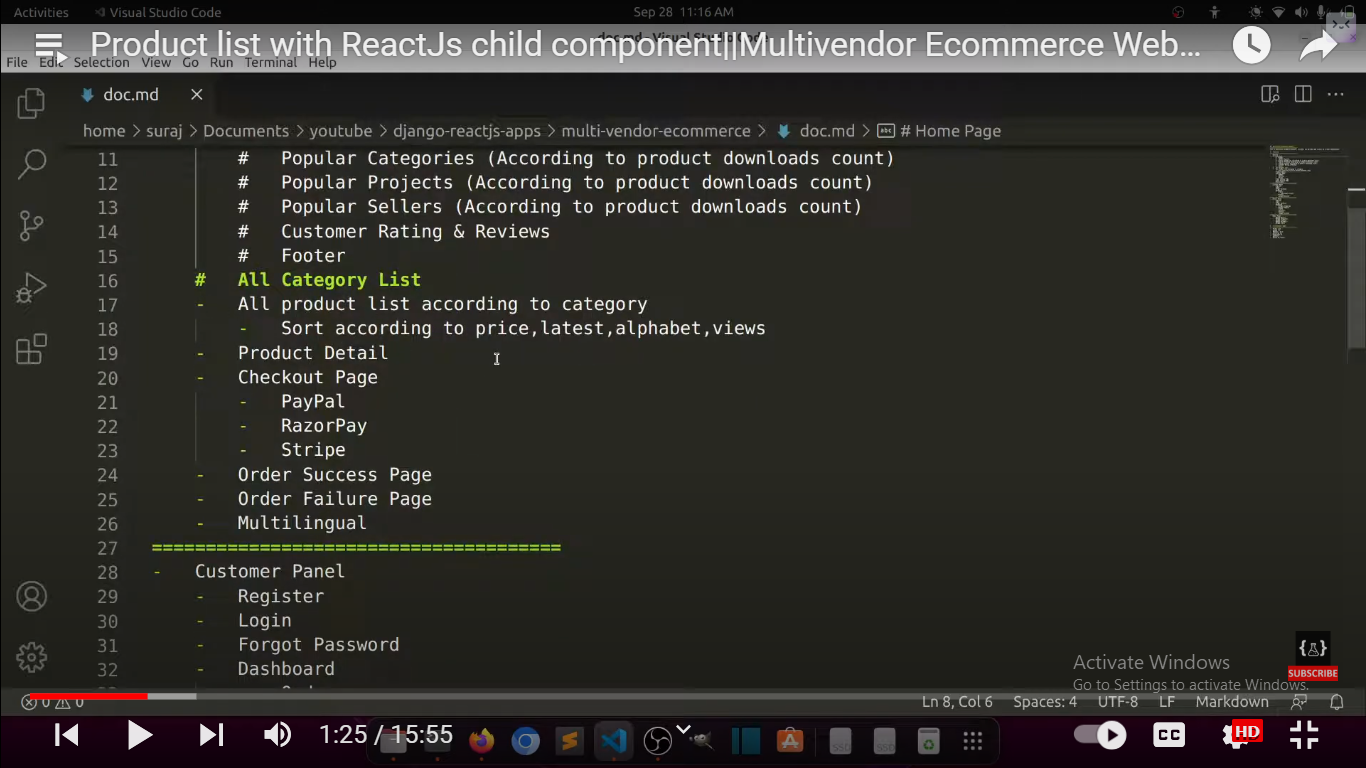 Activities Visual Studio Code Sep 28 11:16 AM
Product list with ReactJs child component||Multivendor Ecommerce Web...
File Edit Selection View Go Run Terminal Help
doc.md
home > suraj > Documents > youtube > django-reactjs-apps > multi-vendor-ecommerce > doc.md > # Home Page
11 # Popular Categories (According to product downloads count)
12 # Popular Projects (According to product downloads count)
13 # Popular Sellers (According to product downloads count)
14 # Customer Rating & Reviews
15 # Footer
16 # All Category List
17 - All product list according to category
18 - Sort according to price,latest,alphabet,views
19 - Product Detail
20 - Checkout Page
21 - PayPal
22 - RazorPay
23 - Stripe
24 - Order Success Page
25 - Order Failure Page
26 - Multilingual
27 ======================================
28 - Customer Panel
29 - Register
30 - Login
31 - Forgot Password
32 - Dashboard
Activate Windows
Go to Settings to activate Windows.
SUBSCRIBE
0 0 Ln 8, Col 6 Spaces: 4 UTF-8 LF Markdown
1:25 / 15:55 SSD SSD CC HD